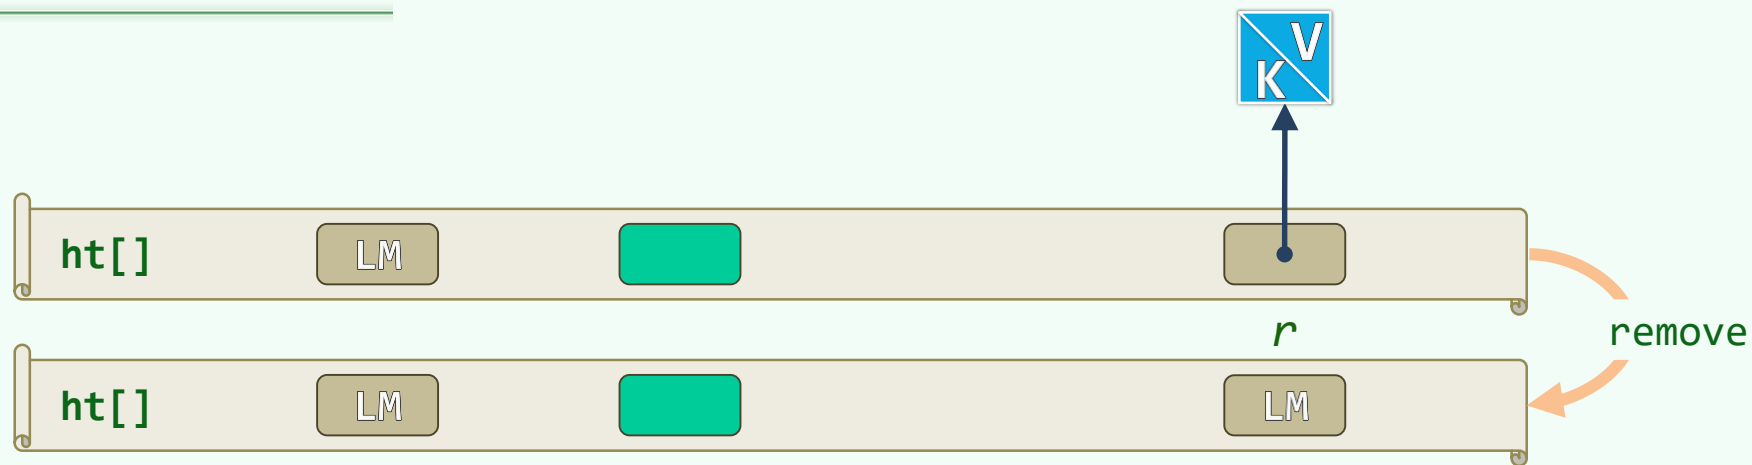 V
K
ht[] LM
r
remove
ht[] LM LM